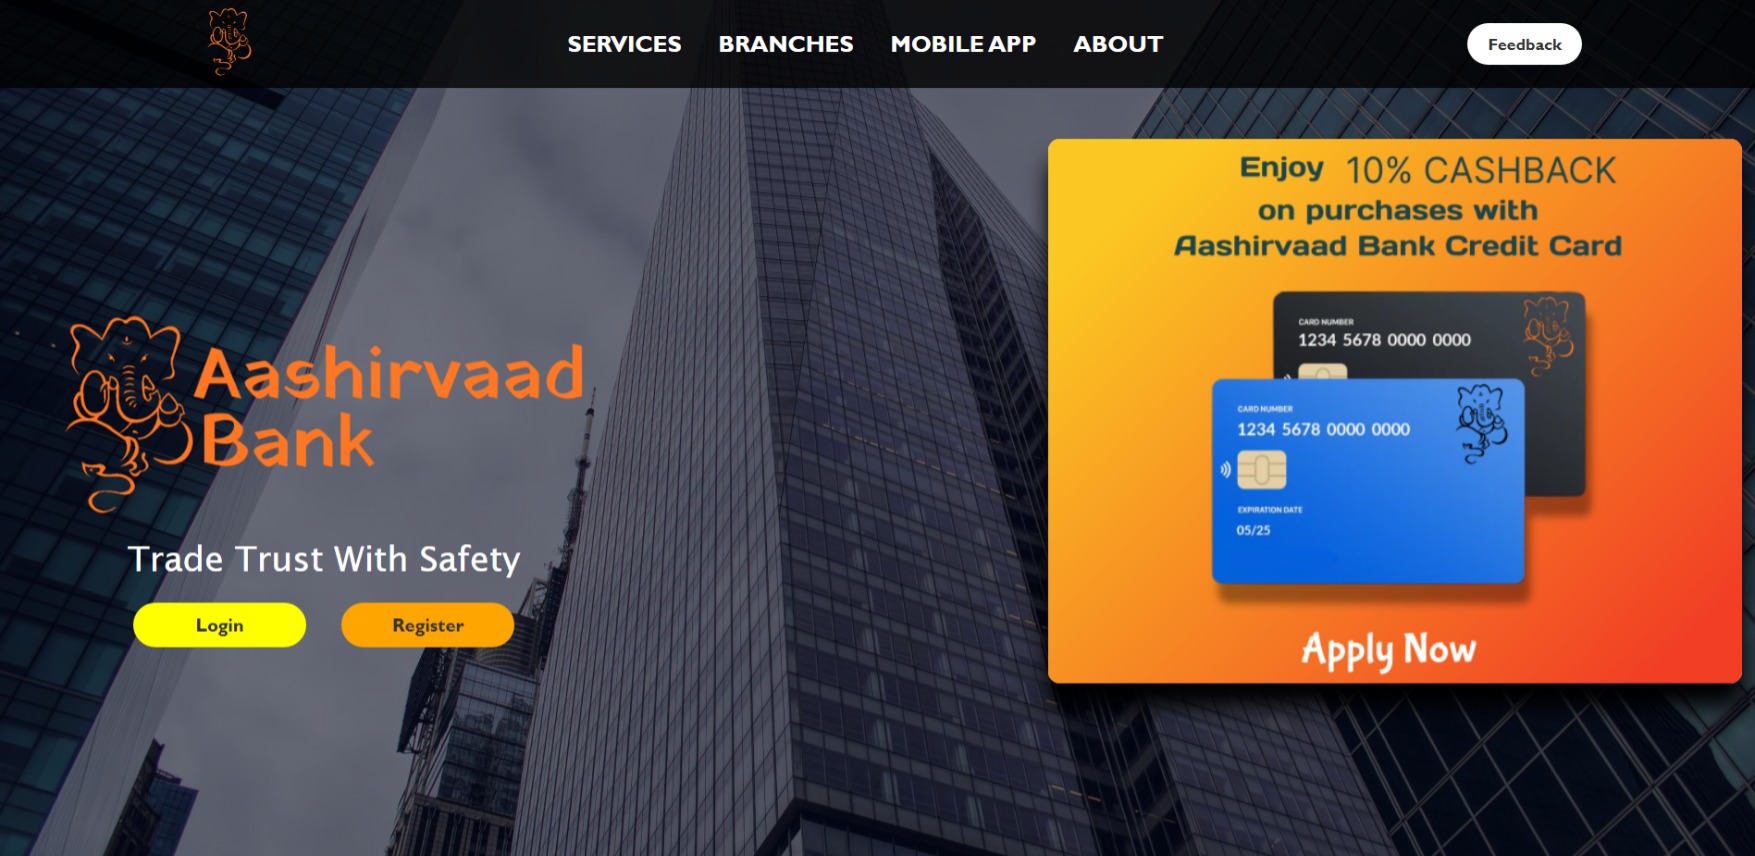 SERVICES
BRANCHES
MOBILE APP
ABOUT
Feedback
Aashirvaad
Bank
Trade Trust With Safety
Login
Register
Enjoy 10% CASHBACK
on purchases with
Aashirvaad Bank Credit Card
CARD NUMBER
1234 5678 0000 0000
CARD NUMBER
1234 5678 0000 0000
EXPIRATION DATE
05/25
Apply Now